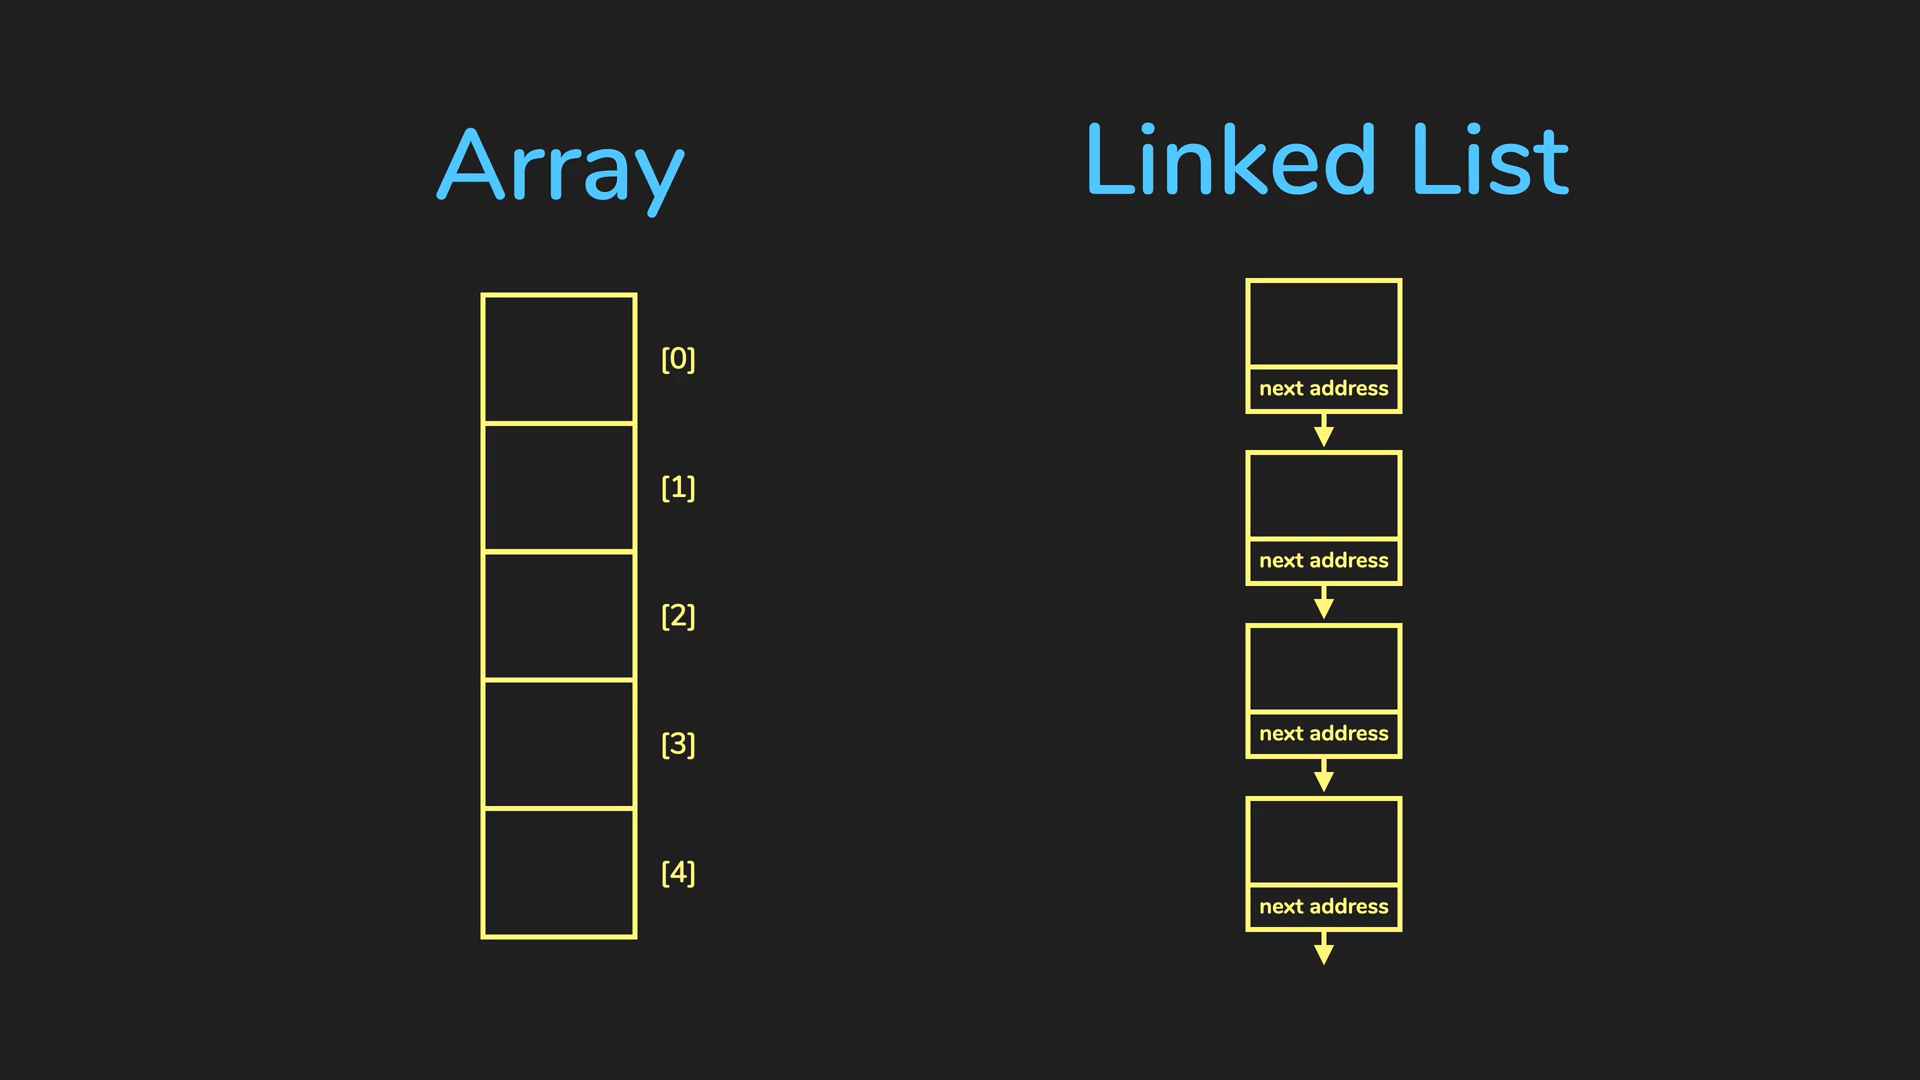 Array
[0]
[1]
[2]
[3]
[4]
Linked List
next address
next address
next address
next address